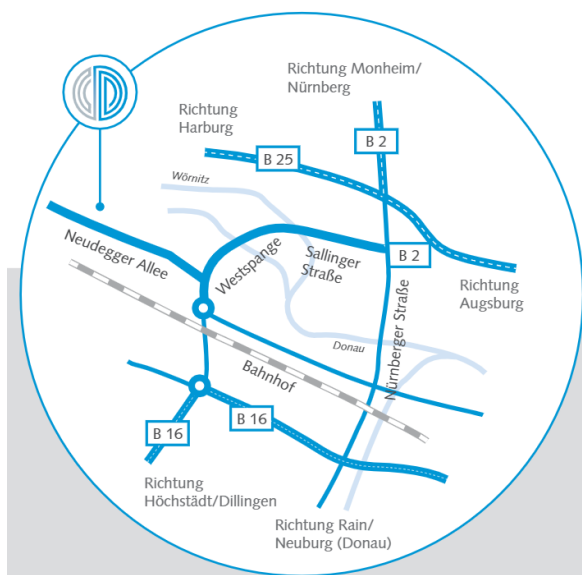 Richtung Monheim/
Nürnberg
Richtung
Harburg
B 2
B 25
Wörnitz
Neudegger Allee
Westspange
Sallinger
Straße
B 2
Richtung
Augsburg
Nürnberger Straße
Donau
Bahnhof
B 16
B 16
Richtung
Höchstädt/Dillingen
Richtung Rain/
Neuburg (Donau)